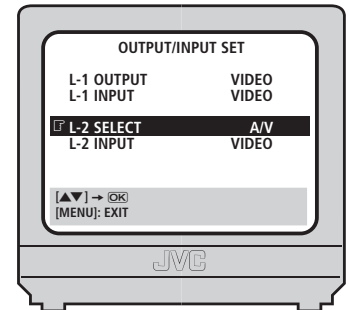 OUTPUT/INPUT SET
L-1 OUTPUT VIDEO
L-1 INPUT VIDEO
☞ L-2 SELECT A/V
L-2 INPUT VIDEO
[▲▼] → OK
[MENU]: EXIT
JVC